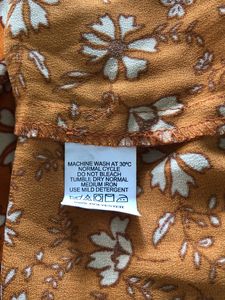 MACHINE WASH AT 30°C
NORMAL CYCLE
DO NOT BLEACH
TUMBLE DRY NORMAL
MEDIUM IRON
USE MILD DETERGENT